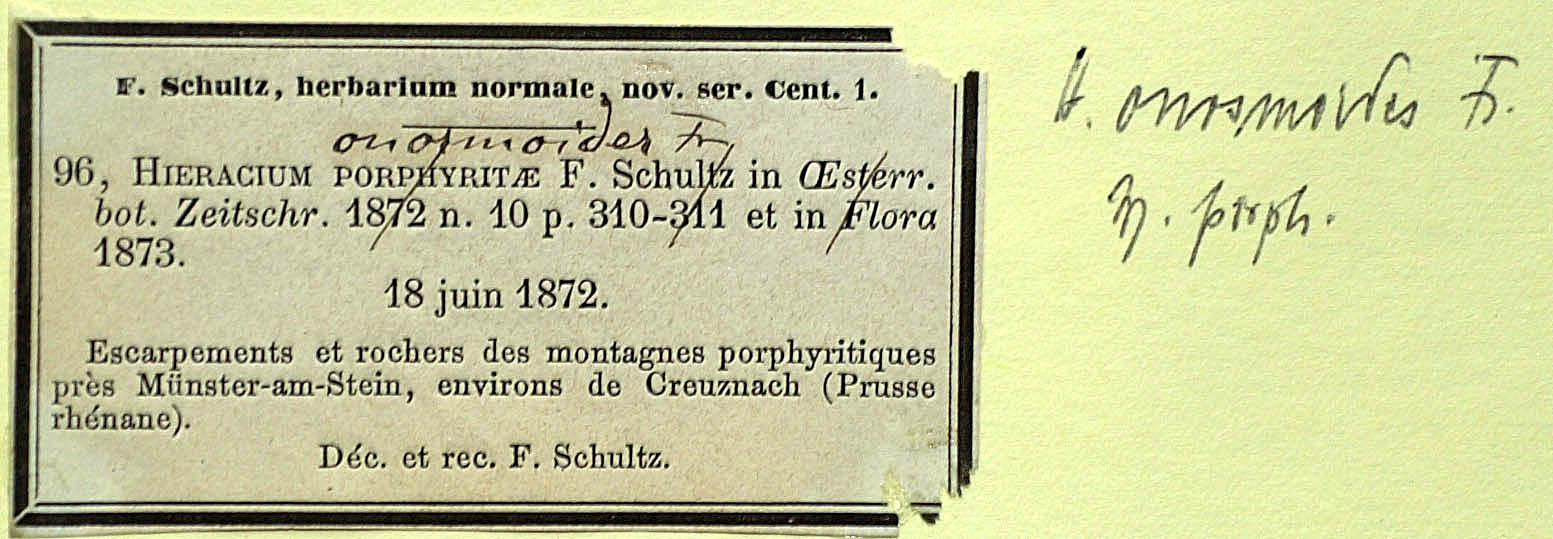 F. Schultz, herbarium normale, nov. ser. Cent. 1.
onosmoides Fr.
96, HIERACIUM PORPHYRITÆ F. Schultz in Œsterr.
bot. Zeitschr. 1872 n. 10 p. 310-311 et in Flora
1873.
18 juin 1872.
Escarpements et rochers des montagnes porphyritiques
près Münster-am-Stein, environs de Creuznach (Prusse
rhénane).
Déc. et rec. F. Schultz.
H. onosmoides Fr.
porph.